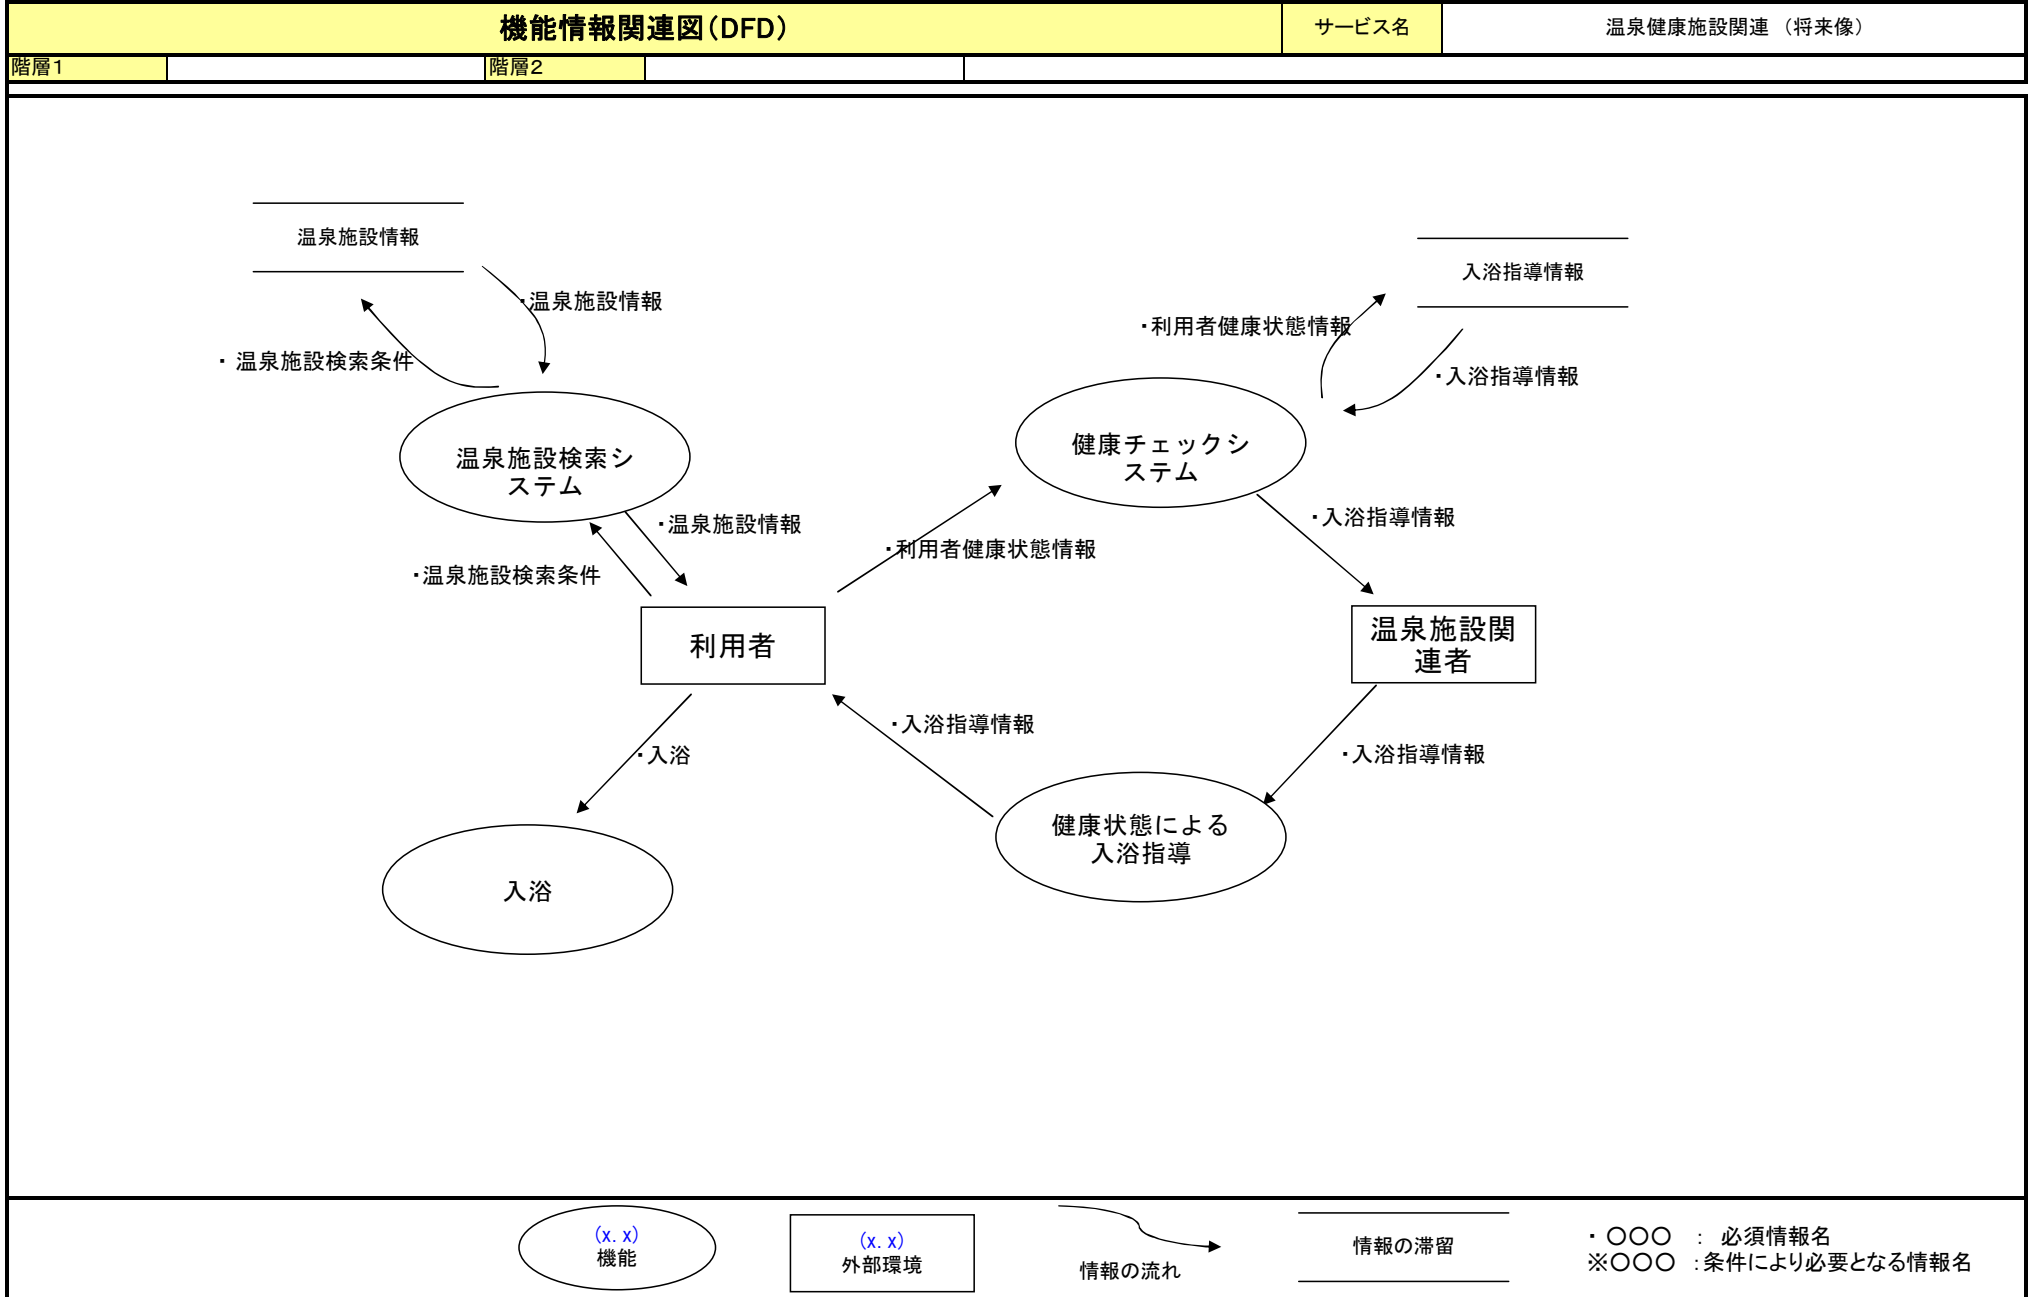 機能情報関連図(DFD)
サービス名
温泉健康施設関連 (将来像)
階層1
階層2
温泉施設情報
入浴指導情報
・温泉施設情報
・利用者健康状態情報
・ 温泉施設検索条件
・入浴指導情報
温泉施設検索シ
ステム
健康チェックシ
ステム
・温泉施設情報
・入浴指導情報
・利用者健康状態情報
・温泉施設検索条件
利用者
温泉施設関
連者
・入浴指導情報
・入浴
・入浴指導情報
健康状態による
入浴指導
入浴
(x. x)
機能
(x. x)
外部環境
情報の流れ
情報の滞留
・ 〇〇〇 : 必須情報名
※〇〇〇 :条件により必要となる情報名